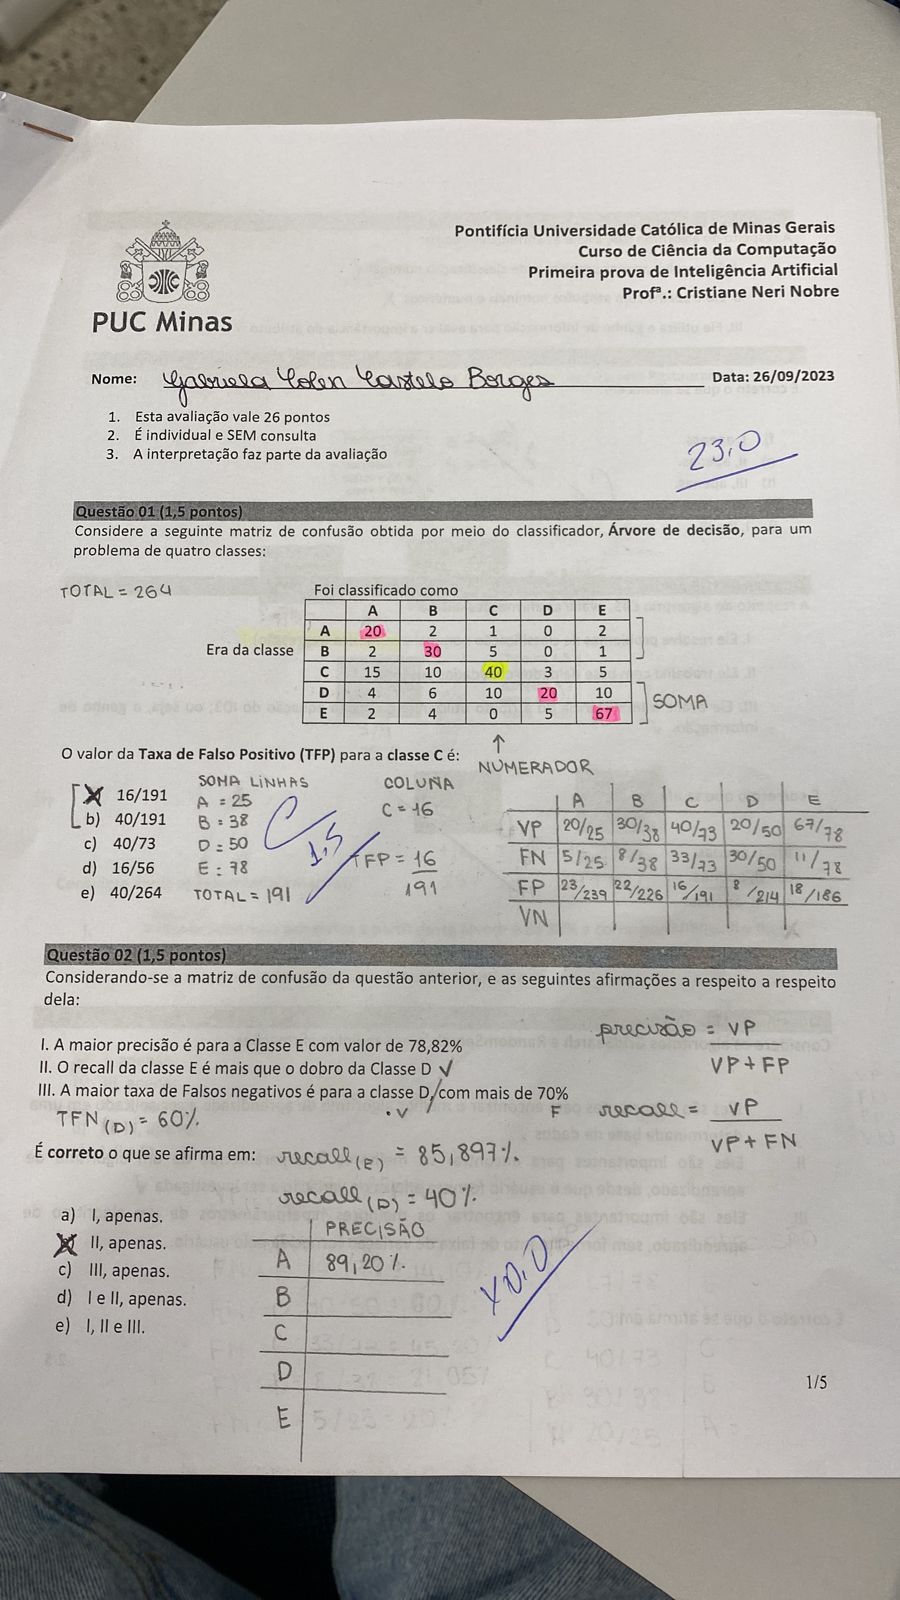 Pontifícia Universidade Católica de Minas Gerais
Curso de Ciência da Computação
Primeira prova de Inteligência Artificial
Profª.: Cristiane Neri Nobre
PUC Minas
Nome: Gabriela Colen Castelo Borges Data: 26/09/2023
1. Esta avaliação vale 26 pontos
2. É individual e SEM consulta
3. A interpretação faz parte da avaliação
23,0
Questão 01 (1,5 pontos)
Considere a seguinte matriz de confusão obtida por meio do classificador, Árvore de decisão, para um
problema de quatro classes:
TOTAL = 264
Foi classificado como
A B C D E
A 20 2 1 0 2
Era da classe B 2 30 5 0 1
C 15 10 40 3 5
D 4 6 10 20 10
E 2 4 0 5 67
SOMA
O valor da Taxa de Falso Positivo (TFP) para a classe C é:
↑
NUMERADOR
a) 16/191
b) 40/191
c) 40/73
d) 16/56
e) 40/264
SOMA LINHAS
A = 25
B = 38
D = 50
E = 78
TOTAL = 191
C
1,5
COLUNA
C = 16
TFP = 16
191
A B C D E
VP 20/25 30/38 40/73 20/50 67/78
FN 5/25 8/38 33/73 30/50 11/78
FP 23/239 22/226 16/191 8/214 18/186
VN
Questão 02 (1,5 pontos)
Considerando-se a matriz de confusão da questão anterior, e as seguintes afirmações a respeito a respeito
dela:
precisão = VP
VP + FP
I. A maior precisão é para a Classe E com valor de 78,82%
II. O recall da classe E é mais que o dobro da Classe D V
III. A maior taxa de Falsos negativos é para a classe D, com mais de 70%
V F
recall = VP
VP + FN
TFN (D) = 60%
É correto o que se afirma em: recall (E) = 85,897%
recall (D) = 40%
a) I, apenas.
II, apenas.
c) III, apenas.
d) I e II, apenas.
e) I, II e III.
PRECISÃO
A 89,20%
B
C
D
E
x0,0
1/5